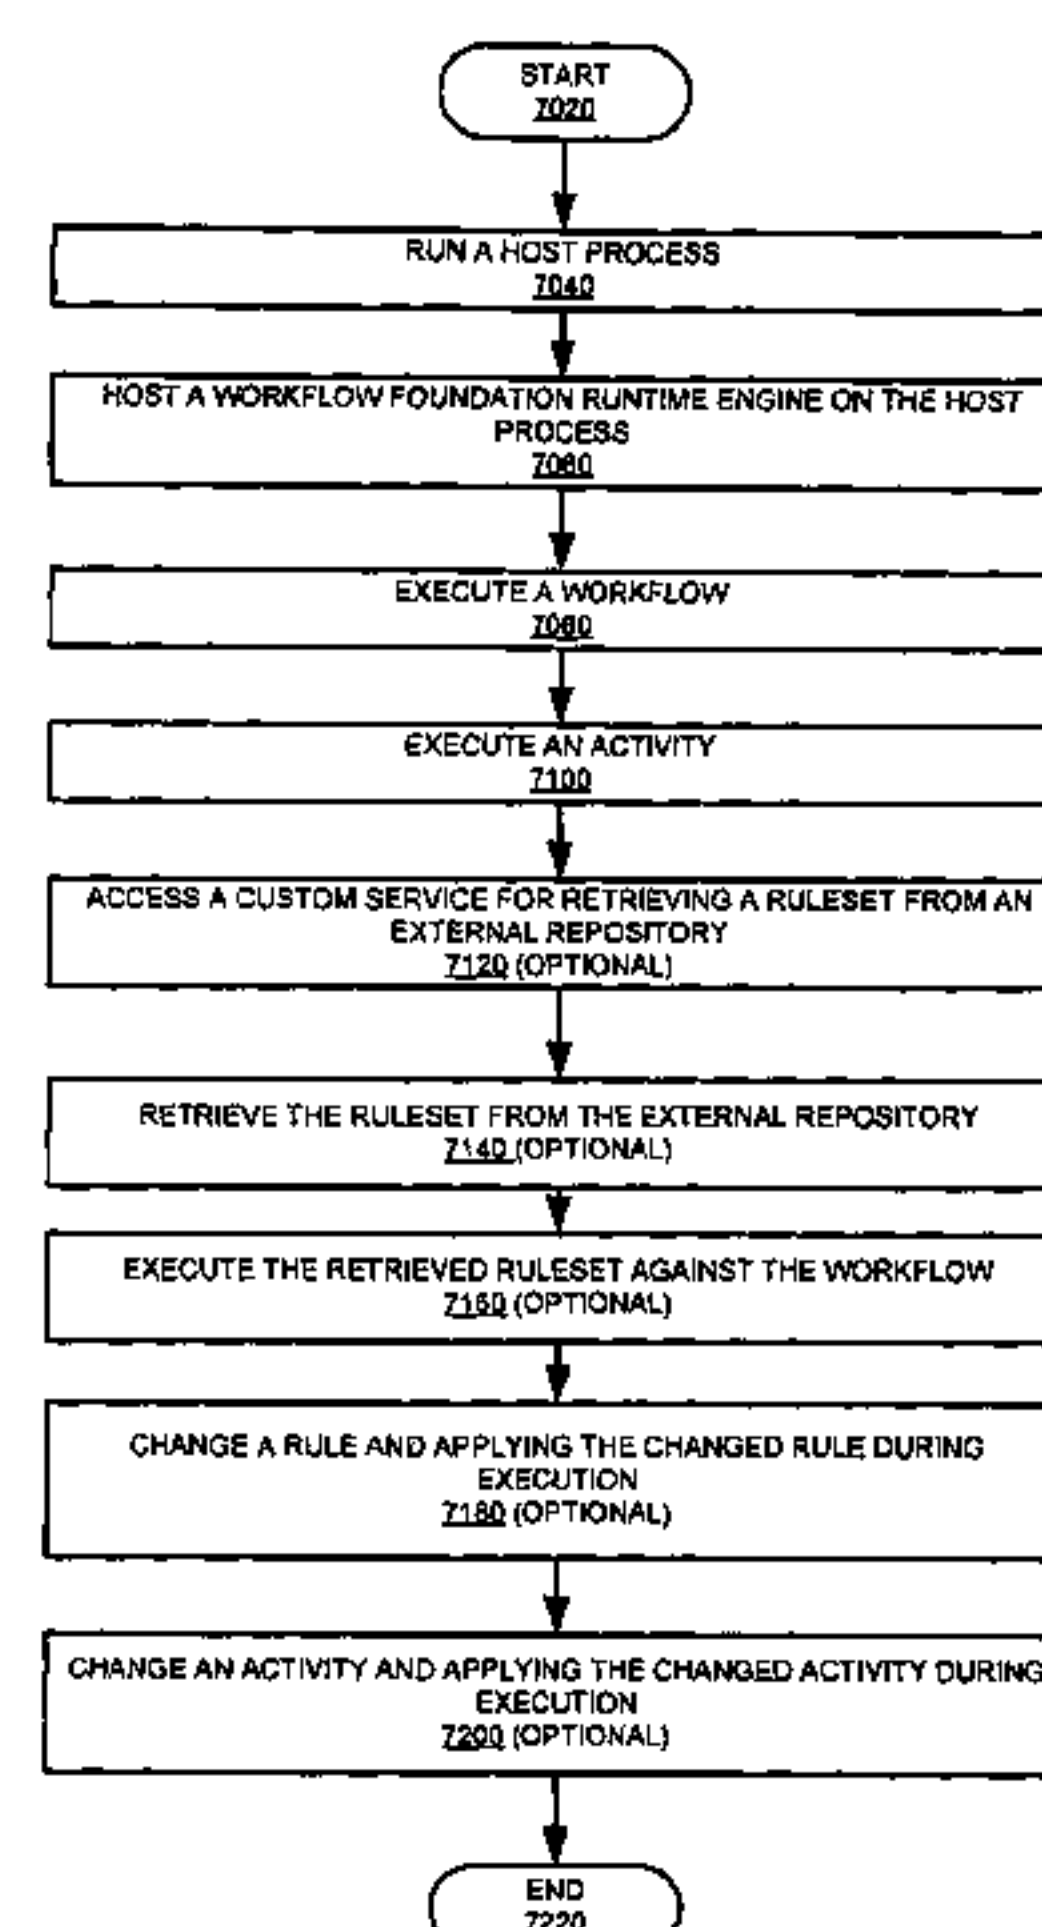 START
7020
RUN A HOST PROCESS
7040
HOST A WORKFLOW FOUNDATION RUNTIME ENGINE ON THE HOST
PROCESS
7060
EXECUTE A WORKFLOW
7080
EXECUTE AN ACTIVITY
7100
ACCESS A CUSTOM SERVICE FOR RETRIEVING A RULESET FROM AN
EXTERNAL REPOSITORY
7120 (OPTIONAL)
RETRIEVE THE RULESET FROM THE EXTERNAL REPOSITORY
7140 (OPTIONAL)
EXECUTE THE RETRIEVED RULESET AGAINST THE WORKFLOW
7160 (OPTIONAL)
CHANGE A RULE AND APPLYING THE CHANGED RULE DURING
EXECUTION
7180 (OPTIONAL)
CHANGE AN ACTIVITY AND APPLYING THE CHANGED ACTIVITY DURING
EXECUTION
7200 (OPTIONAL)
END
7220